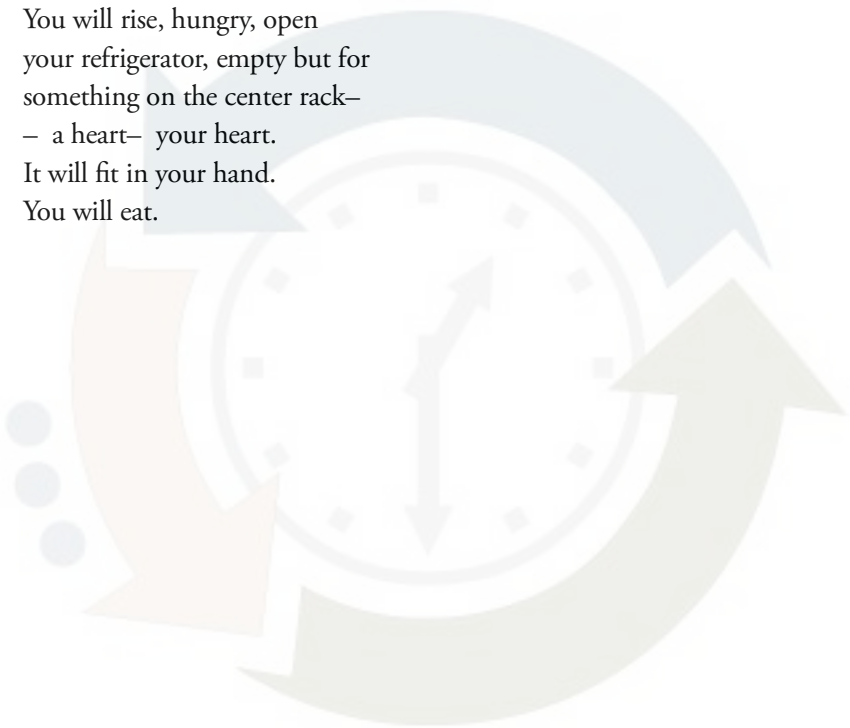 You will rise, hungry, open
your refrigerator, empty but for
something on the center rack–
– a heart– your heart.
It will fit in your hand.
You will eat.